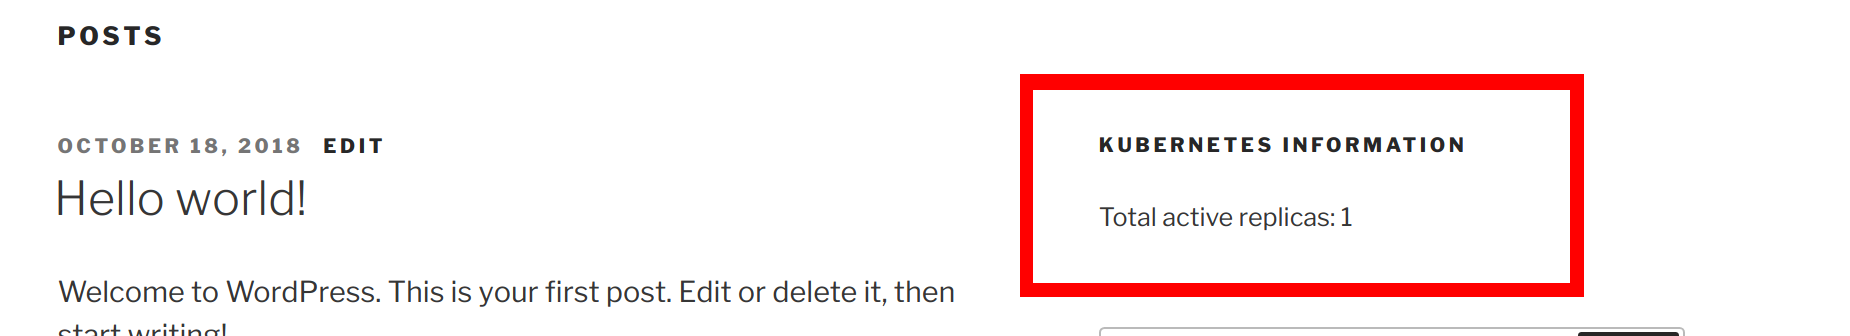 POSTS
OCTOBER 18, 2018 EDIT
Hello world!
Welcome to WordPress. This is your first post. Edit or delete it, then
start writing!
KUBERNETES INFORMATION
Total active replicas: 1